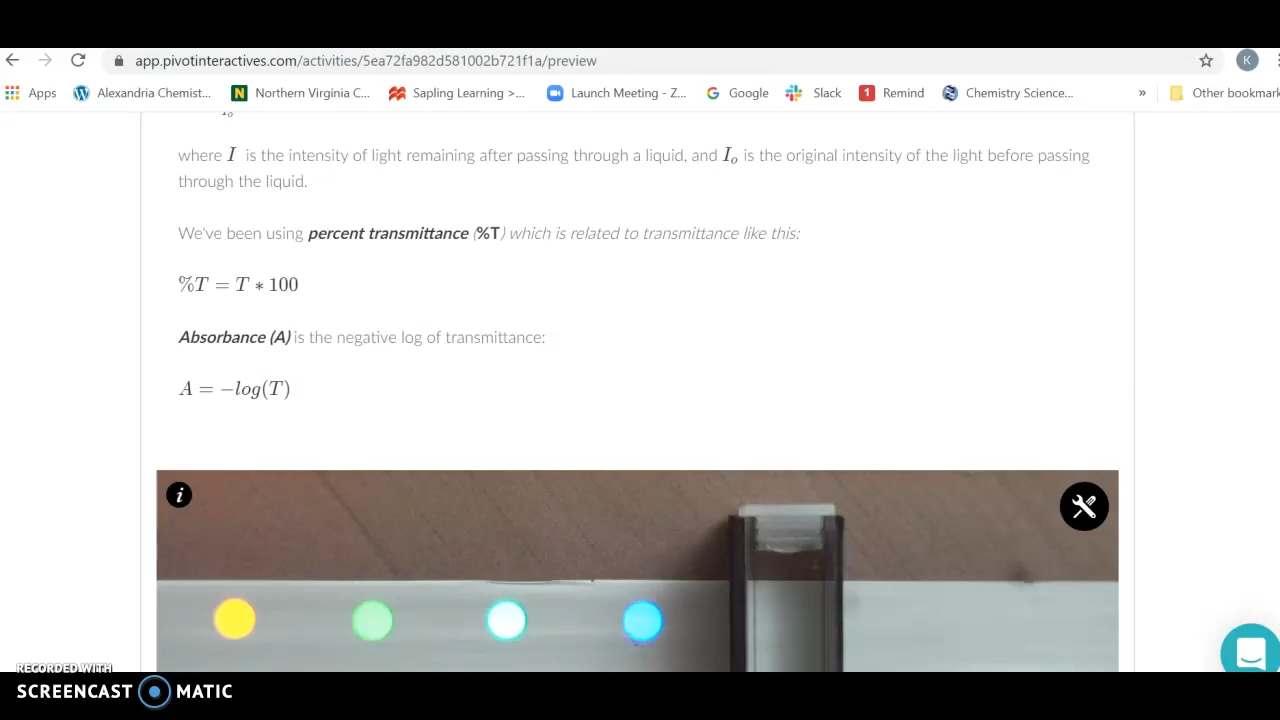 app.pivotinteractives.com/activities/5ea72fa982d581002b721f1a/preview
K
Apps Alexandria Chemist... N Northern Virginia C... Sapling Learning >... Launch Meeting - Z... G Google Slack 1 Remind Chemistry Science... » Other bookmark
where I is the intensity of light remaining after passing through a liquid, and Iₒ is the original intensity of the light before passing
through the liquid.
We've been using percent transmittance (%T) which is related to transmittance like this:
%T = T * 100
Absorbance (A) is the negative log of transmittance:
A = −log(T)
i
RECORDED WITH
SCREENCAST MATIC